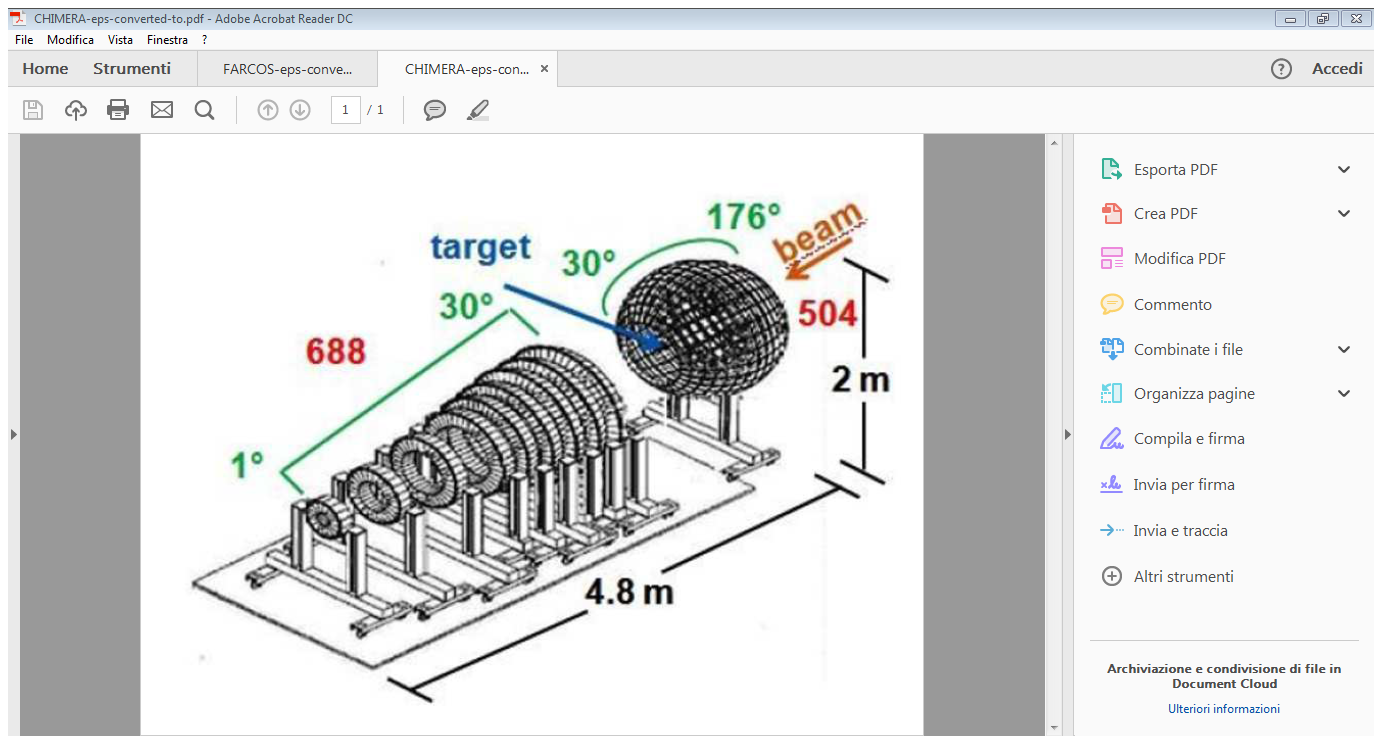 CHIMERA-eps-converted-to.pdf - Adobe Acrobat Reader DC
File Modifica Vista Finestra ?
Home Strumenti FARCOS-eps-conve... CHIMERA-eps-con... × ? Accedi
1 / 1
176°
beam
target
30°
30°
504
688
2 m
1°
4.8 m
Esporta PDF
Crea PDF
Modifica PDF
Commento
Combinate i file
Organizza pagine
Compila e firma
Invia per firma
Invia e traccia
Altri strumenti
Archiviazione e condivisione di file in
Document Cloud
Ulteriori informazioni